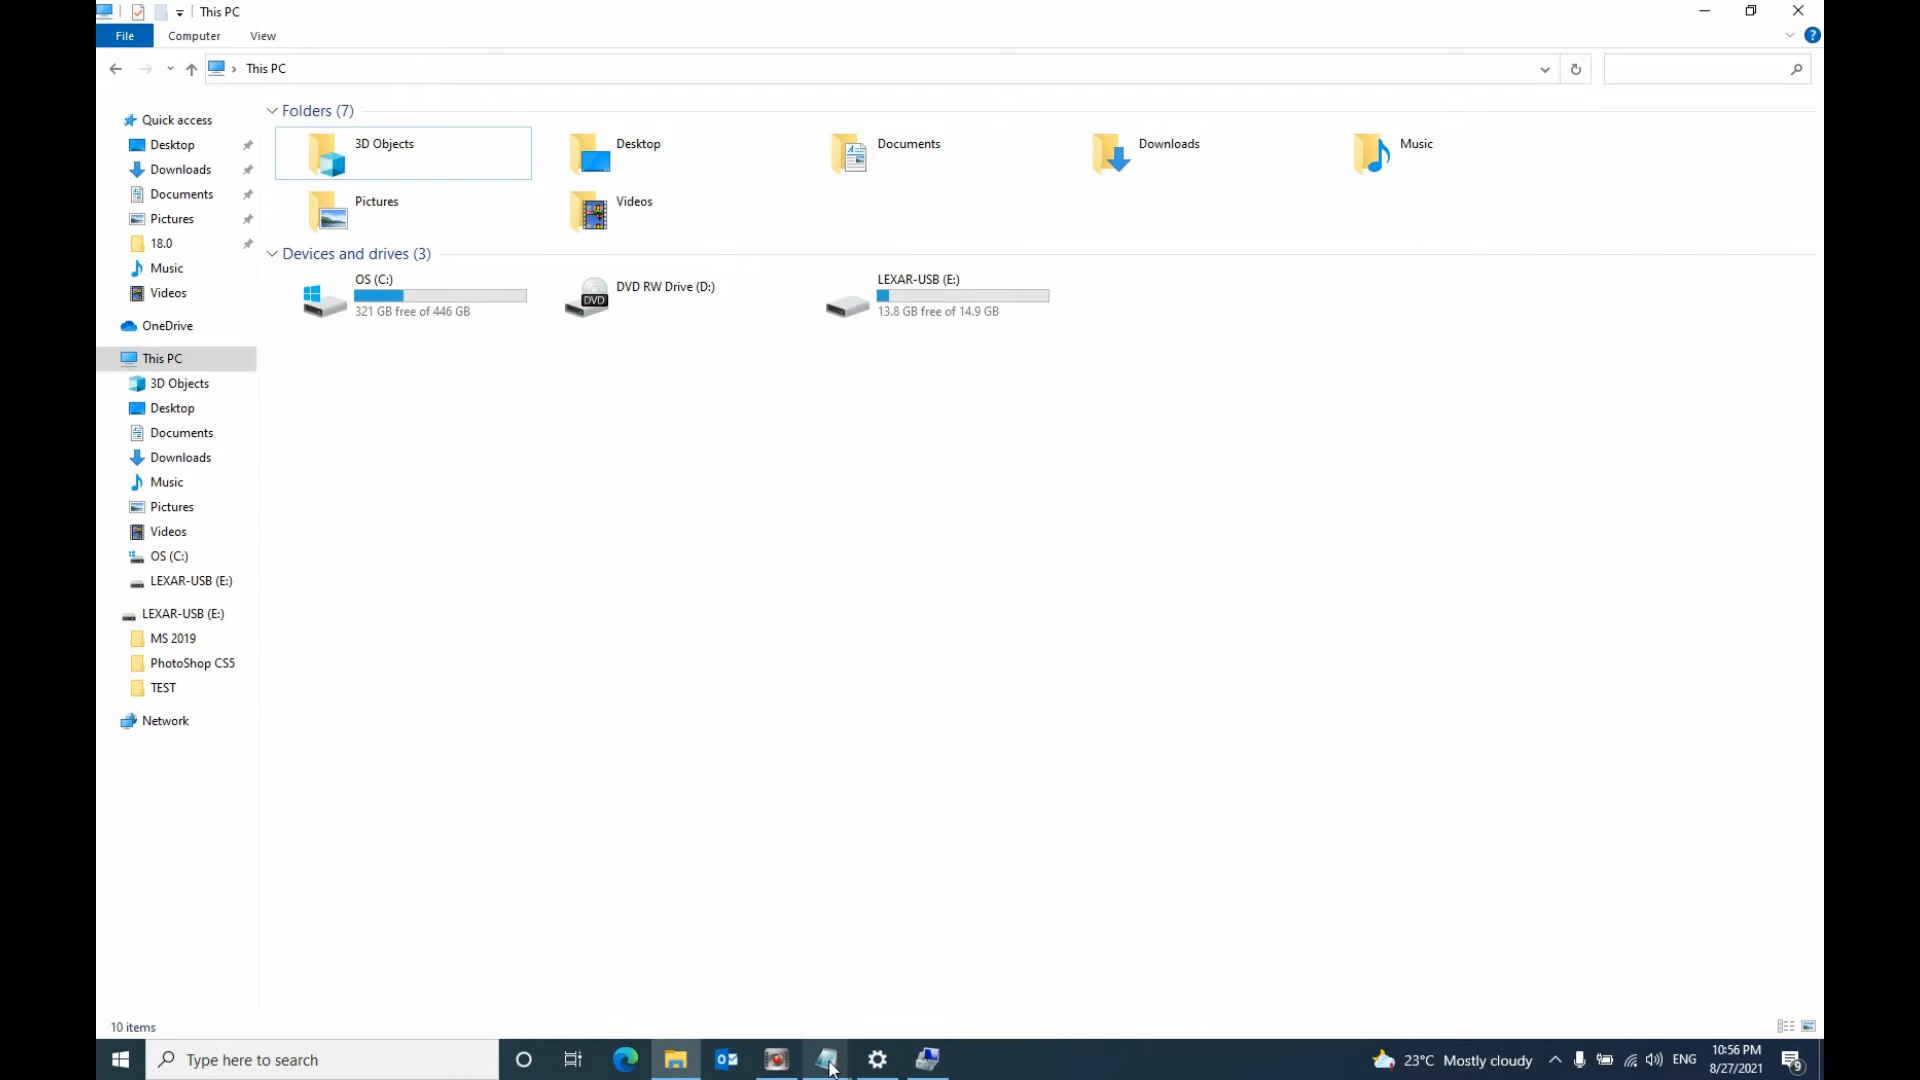 This PC
File Computer View
This PC
Quick access
Desktop
Downloads
Documents
Pictures
18.0
Music
Videos
OneDrive
This PC
3D Objects
Desktop
Documents
Downloads
Music
Pictures
Videos
OS (C:)
LEXAR-USB (E:)
LEXAR-USB (E:)
MS 2019
PhotoShop CS5
TEST
Network
Folders (7)
3D Objects
Desktop
Documents
Downloads
Music
Pictures
Videos
Devices and drives (3)
OS (C:)
321 GB free of 446 GB
DVD
DVD RW Drive (D:)
LEXAR-USB (E:)
13.8 GB free of 14.9 GB
10 items
Type here to search
23°C Mostly cloudy
ENG
10:56 PM
8/27/2021
9